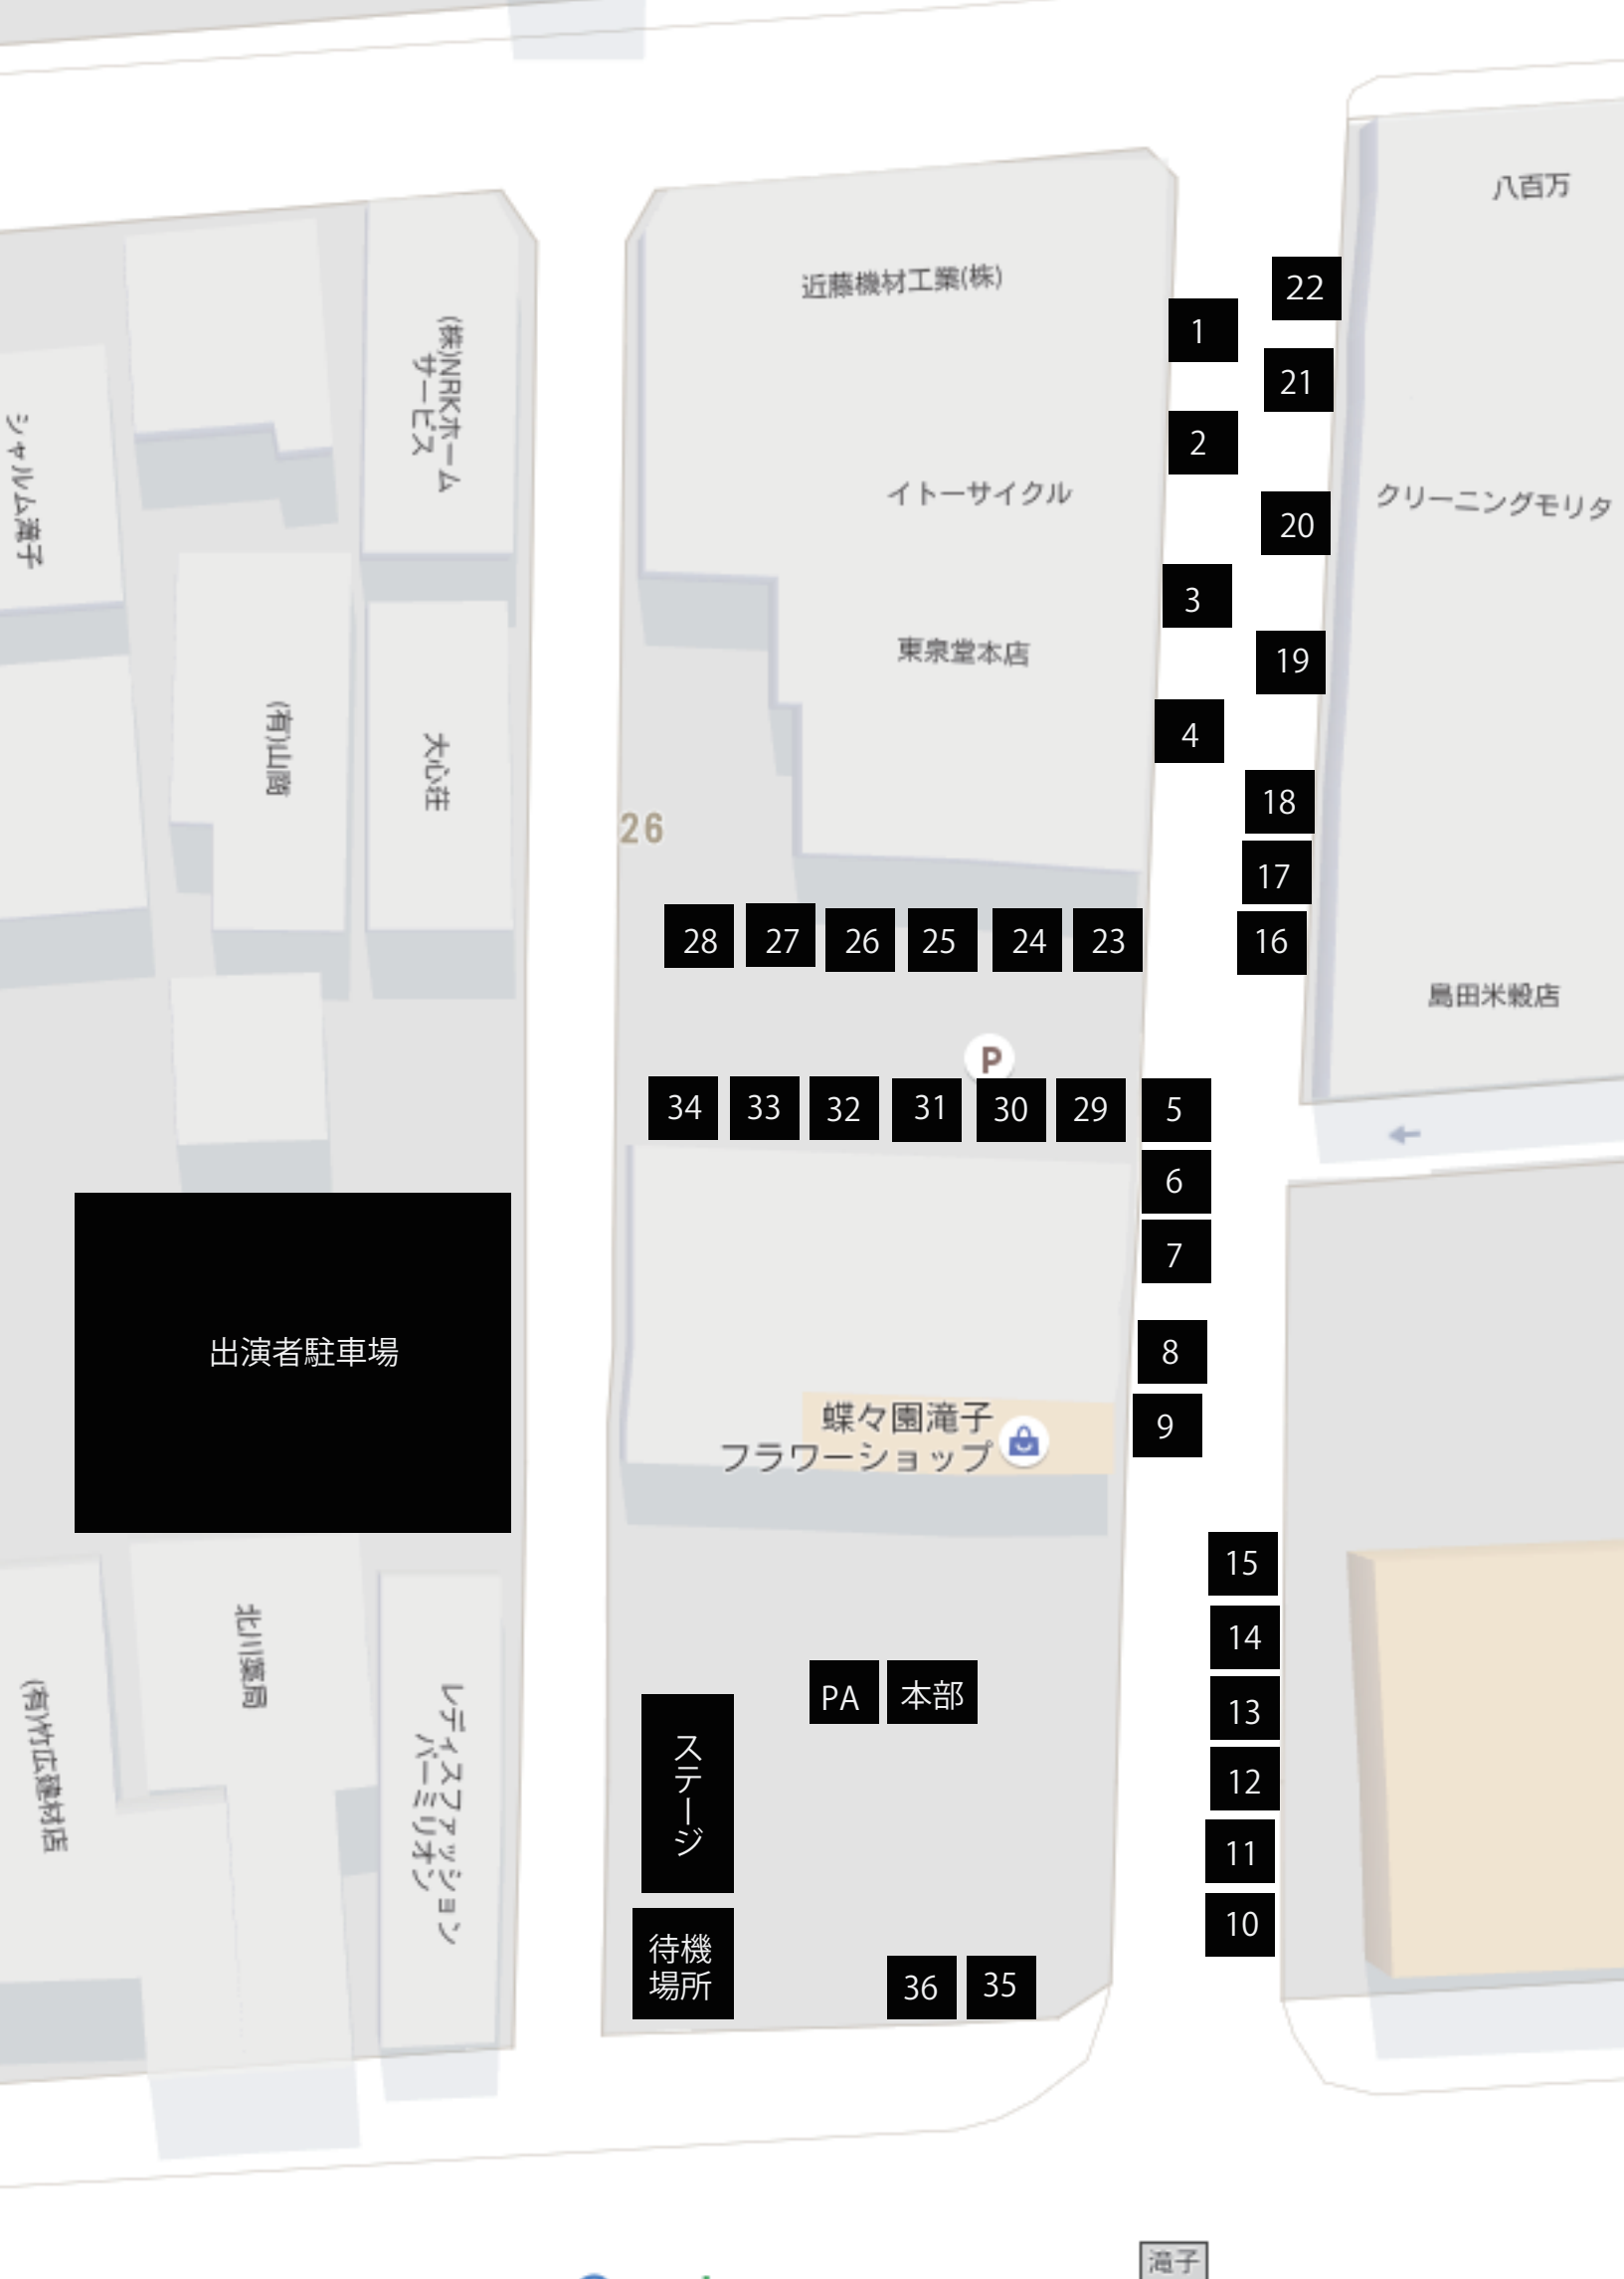 八百万
近藤機材工業(株)
22
1
21
(株)NRKホーム
サービス
2
シャルム滝子
イトーサイクル
クリーニングモリタ
20
3
東泉堂本店
19
(有)山商
大心荘
4
26
18
17
28
27
26
25
24
23
16
島田米穀店
P
34
33
32
31
30
29
5
6
7
出演者駐車場
8
蝶々園滝子
フラワーショップ
9
15
北川薬局
14
PA
本部
13
(有)竹広建材店
レディスファッション
バーミリオン
ステージ
12
11
10
待機
場所
36
35
滝子